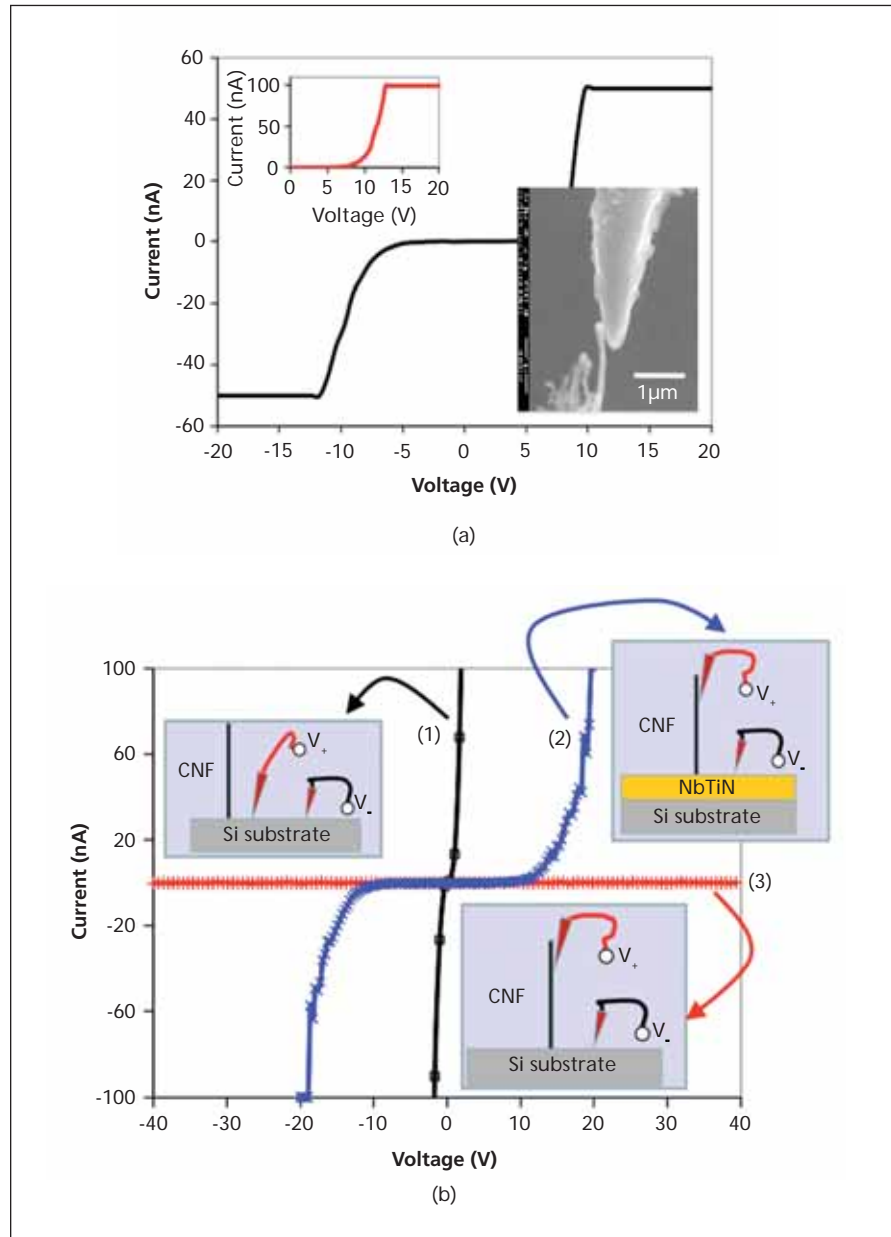 60
40
20
0
-20
-40
-60
Current (nA)
-20 -15 -10 -5 0 5 10 15 20
Voltage (V)
100
50
0
Current (nA)
0 5 10 15 20
Voltage (V)
1µm
(a)
100
60
20
-20
-60
-100
Current (nA)
-40 -30 -20 -10 0 10 20 30 40
Voltage (V)
(1)
(2)
(3)
CNF
V+
V-
Si substrate
CNF
V+
V-
NbTiN
Si substrate
CNF
V+
V-
Si substrate
(b)